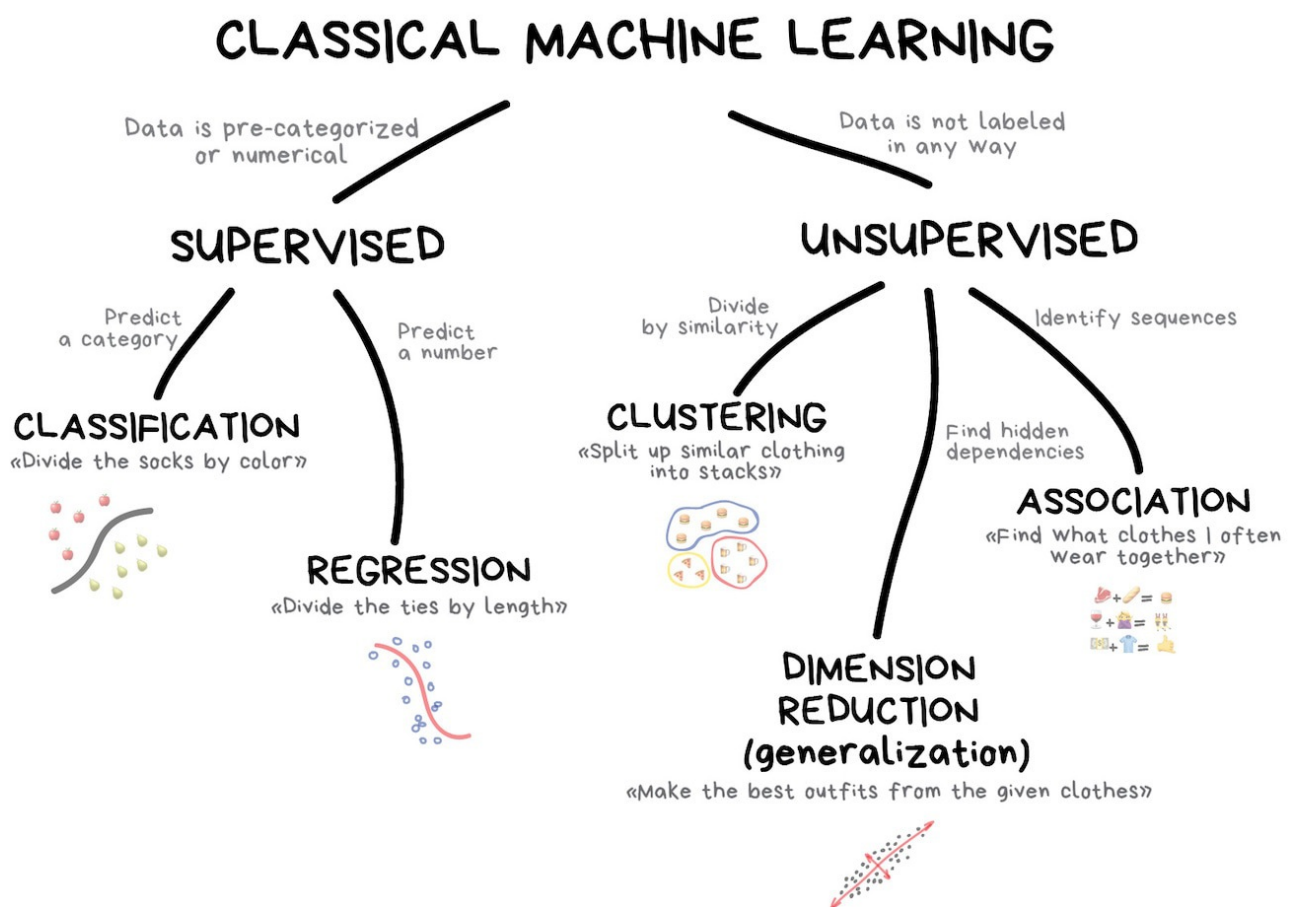 CLASSICAL MACHINE LEARNING
Data is pre-categorized
or numerical
Data is not labeled
in any way
SUPERVISED
UNSUPERVISED
Predict
a category
Predict
a number
Divide
by similarity
Identify sequences
CLASSIFICATION
«Divide the socks by color»
CLUSTERING
«Split up similar clothing
into stacks»
Find hidden
dependencies
ASSOCIATION
«Find what clothes I often
wear together»
REGRESSION
«Divide the ties by length»
+ =
+ =
+ =
DIMENSION
REDUCTION
(generalization)
«Make the best outfits from the given clothes»